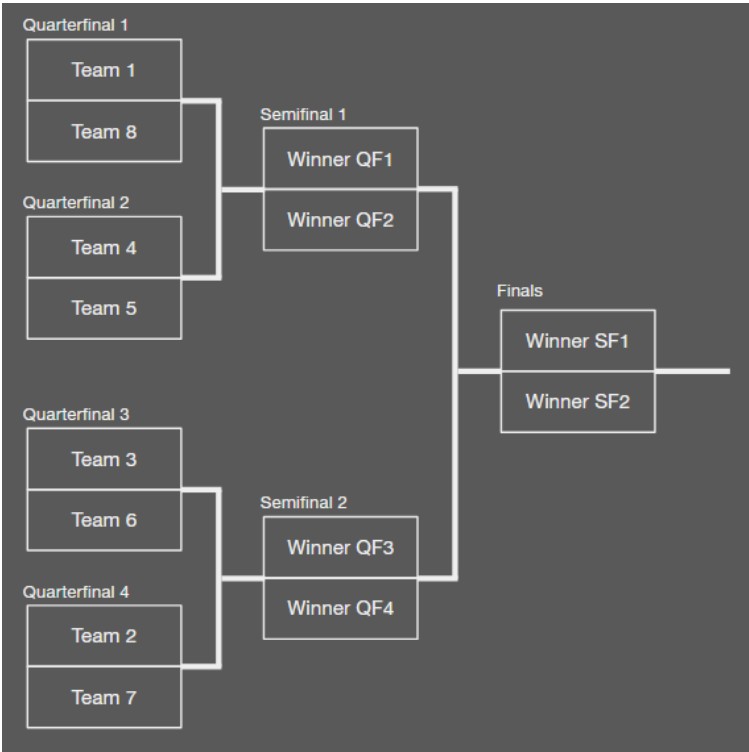 Quarterfinal 1
Team 1
Team 8
Quarterfinal 2
Team 4
Team 5
Quarterfinal 3
Team 3
Team 6
Quarterfinal 4
Team 2
Team 7
Semifinal 1
Winner QF1
Winner QF2
Semifinal 2
Winner QF3
Winner QF4
Finals
Winner SF1
Winner SF2